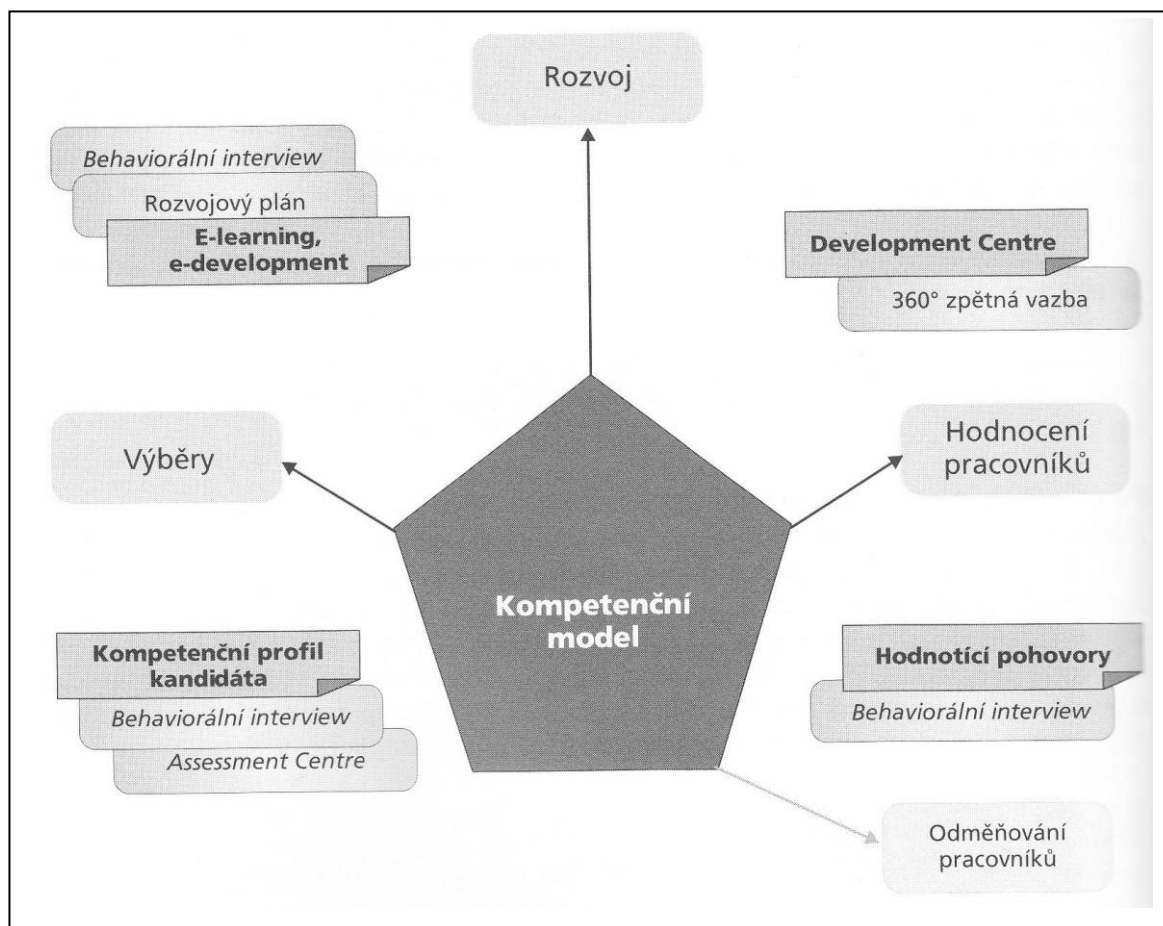 Rozvoj
Behaviorální interview
Rozvojový plán
E-learning,
e-development
Development Centre
360° zpětná vazba
Výběry
Hodnocení
pracovníků
Kompetenční
model
Kompetenční profil
kandidáta
Behaviorální interview
Assessment Centre
Hodnotící pohovory
Behaviorální interview
Odměňování
pracovníků